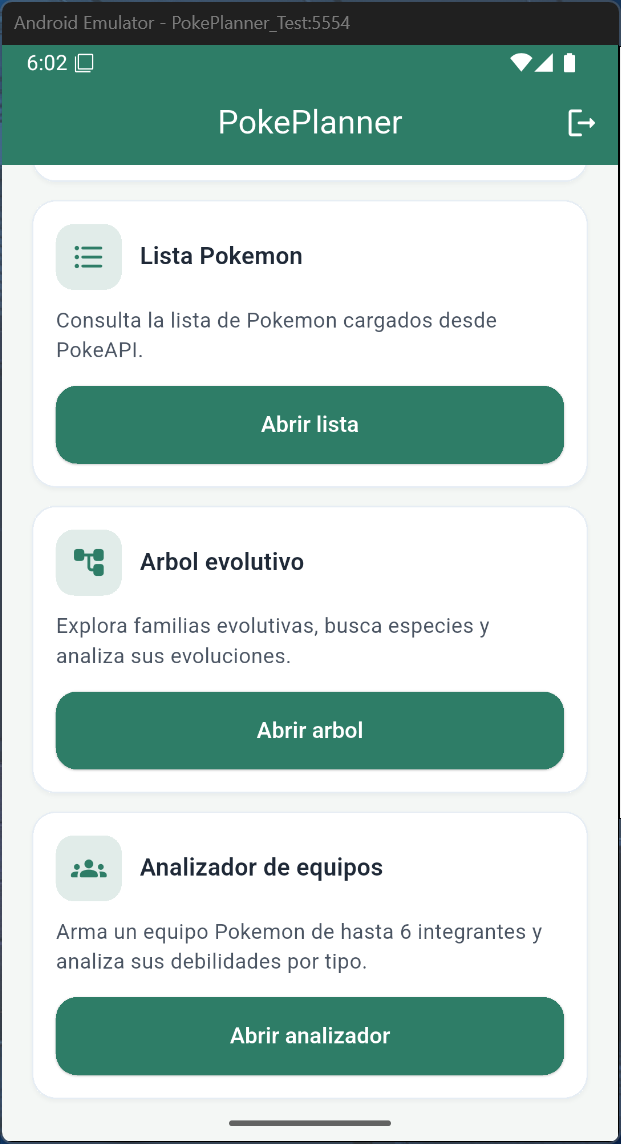 Android Emulator - PokePlanner_Test:5554
6:02
PokePlanner
Lista Pokemon
Consulta la lista de Pokemon cargados desde
PokeAPI.
Abrir lista
Arbol evolutivo
Explora familias evolutivas, busca especies y
analiza sus evoluciones.
Abrir arbol
Analizador de equipos
Arma un equipo Pokemon de hasta 6 integrantes y
analiza sus debilidades por tipo.
Abrir analizador